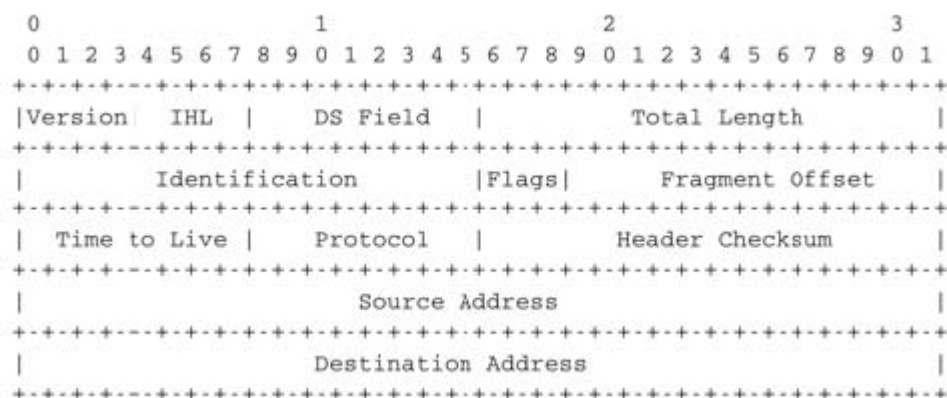 0                   1                   2                   3
0 1 2 3 4 5 6 7 8 9 0 1 2 3 4 5 6 7 8 9 0 1 2 3 4 5 6 7 8 9 0 1
+-+-+-+---+-+-+-+-+-+-+-+-+-+-+-+-+-+-+-+-+-+-+-+-+-+-+-+-+-+-+-+
|Version  IHL  |    DS Field   |          Total Length         |
+-+-+-+---+-+-+-+-+-+-+-+-+-+-+-+-+-+-+-+-+-+-+-+-+-+-+-+-+-+-+-+
|         Identification        |Flags|      Fragment Offset    |
+-+-+-+---+-+-+-+-+-+-+-+-+-+-+-+-+-+-+-+-+-+-+-+-+-+-+-+-+-+-+-+
|  Time to Live |    Protocol   |         Header Checksum       |
+-+-+-+---+-+-+-+-+-+-+-+-+-+-+-+-+-+-+-+-+-+-+-+-+-+-+-+-+-+-+-+
|                       Source Address                          |
+-+-+-+---+-+-+-+-+-+-+-+-+-+-+-+-+-+-+-+-+-+-+-+-+-+-+-+-+-+-+-+
|                    Destination Address                        |
+-+-+-+---+-+-+-+-+-+-+-+-+-+-+-+-+-+-+-+-+-+-+-+-+-+-+-+-+-+-+-+